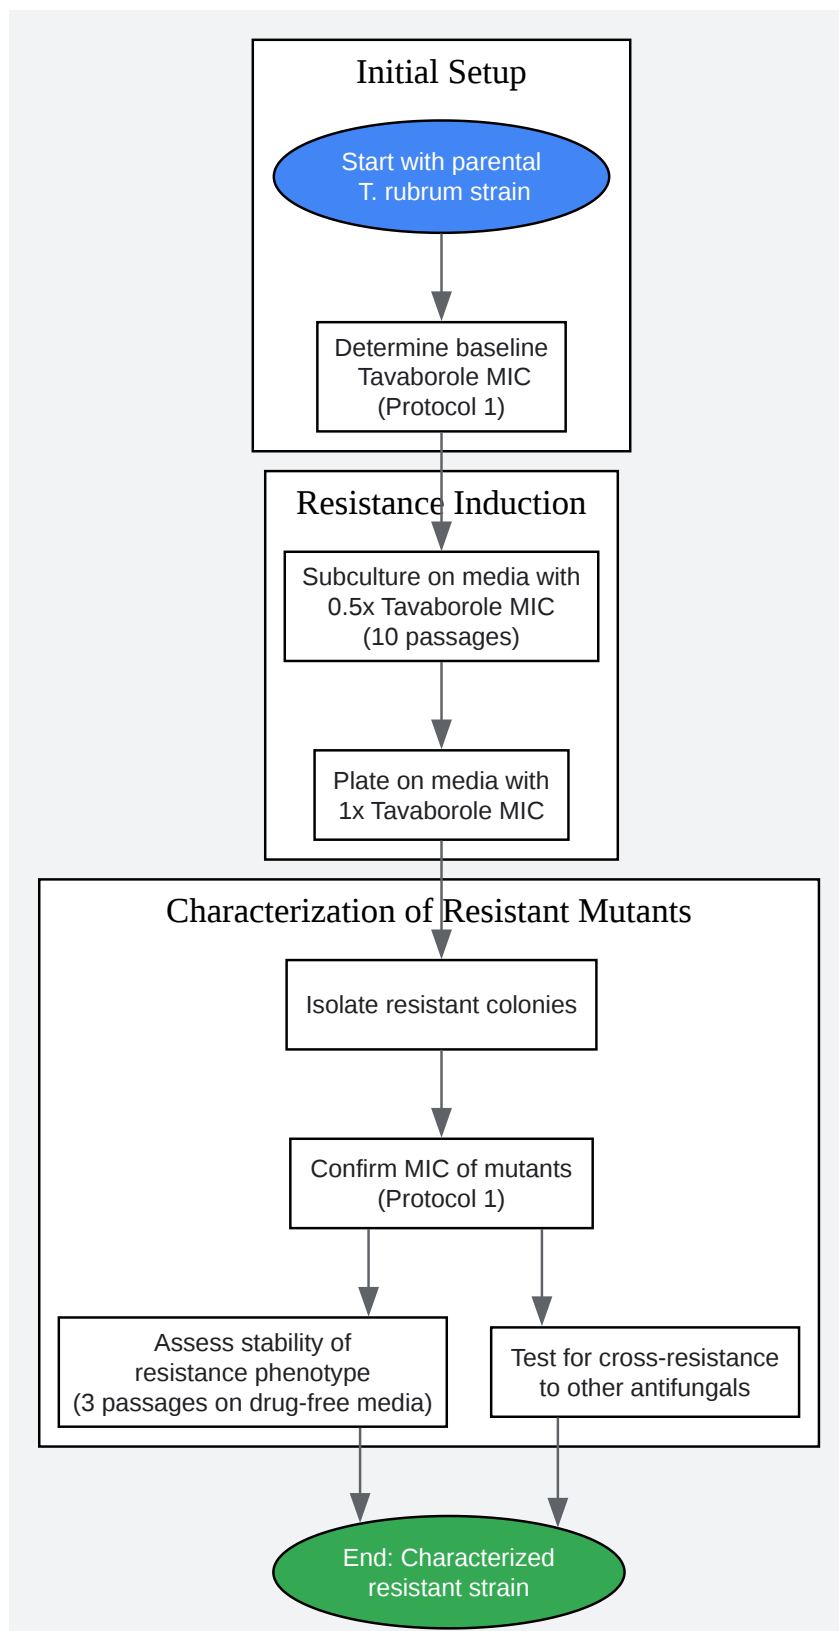 Initial Setup
Start with parental
T. rubrum strain
Determine baseline
Tavaborole MIC
(Protocol 1)
Resistance Induction
Subculture on media with
0.5x Tavaborole MIC
(10 passages)
Plate on media with
1x Tavaborole MIC
Characterization of Resistant Mutants
Isolate resistant colonies
Confirm MIC of mutants
(Protocol 1)
Assess stability of
resistance phenotype
(3 passages on drug-free media)
Test for cross-resistance
to other antifungals
End: Characterized
resistant strain